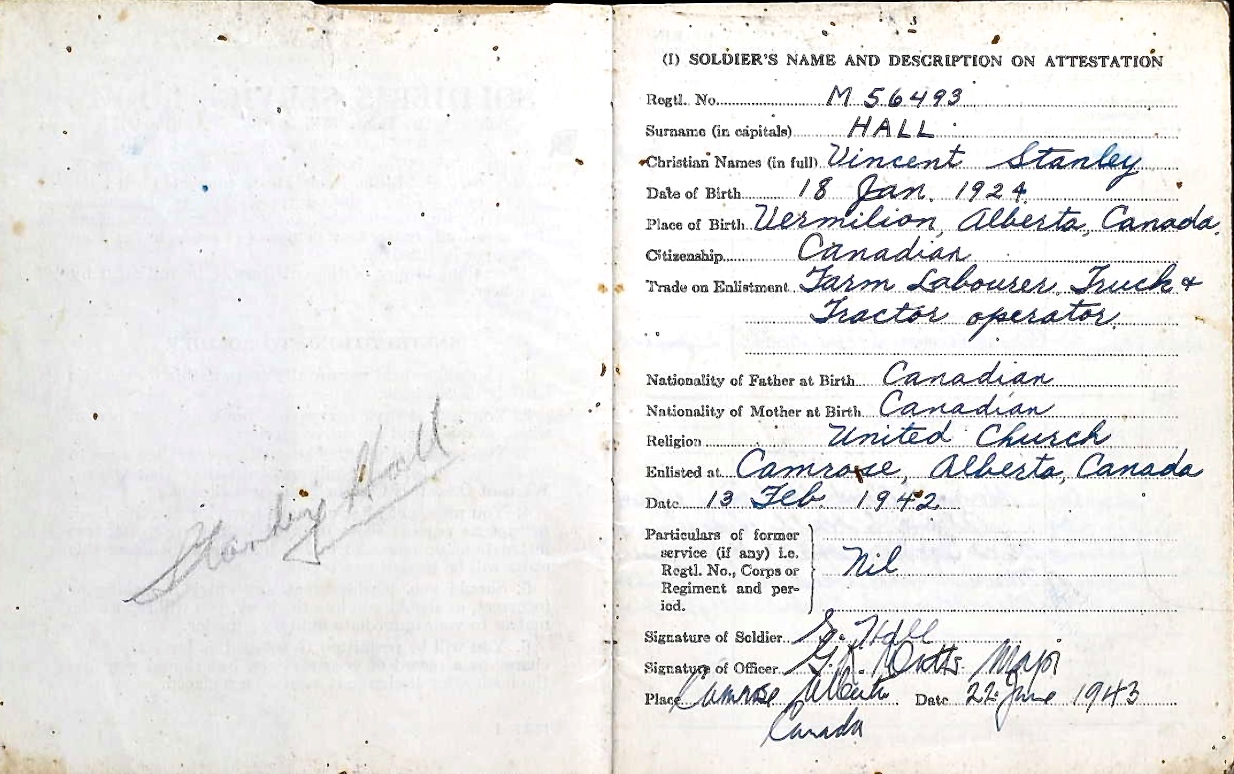 Stanley Hall
(1) SOLDIER'S NAME AND DESCRIPTION ON ATTESTATION
Regtl. No. M 56493
Surname (in capitals) HALL
Christian Names (in full) Vincent Stanley
Date of Birth 18 Jan. 1924
Place of Birth Vermilion, Alberta, Canada.
Citizenship Canadian
Trade on Enlistment Farm Labourer, Truck &
Tractor operator.
Nationality of Father at Birth Canadian
Nationality of Mother at Birth Canadian
Religion United Church
Enlisted at Camrose, Alberta, Canada
Date 13 Feb. 1942
Particulars of former
service (if any) i.e.
Regtl. No., Corps or
Regiment and per-
iod.
Nil
Signature of Soldier S. Hall
Signature of Officer Major
Place Camrose Alberta Date 22 June 1943
Canada